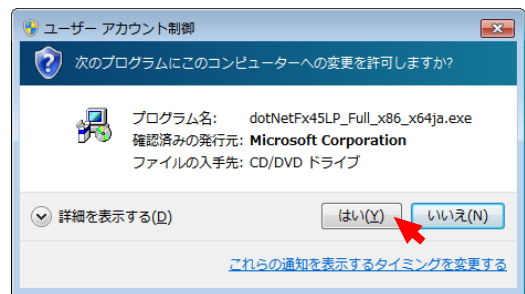 ユーザー アカウント制御
次のプログラムにこのコンピューターへの変更を許可しますか?
プログラム名: dotNetFx45LP_Full_x86_x64ja.exe
確認済みの発行元: Microsoft Corporation
ファイルの入手先: CD/DVD ドライブ
詳細を表示する(D) はい(Y) いいえ(N)
これらの通知を表示するタイミングを変更する